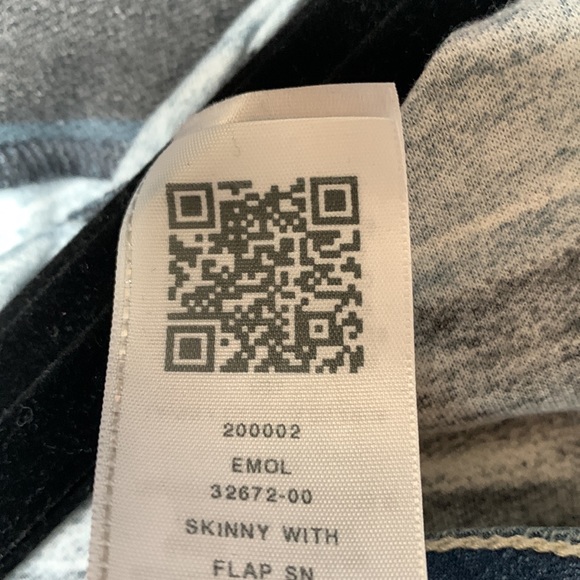 200002
EMOL
32672-00
SKINNY WITH
FLAP SN